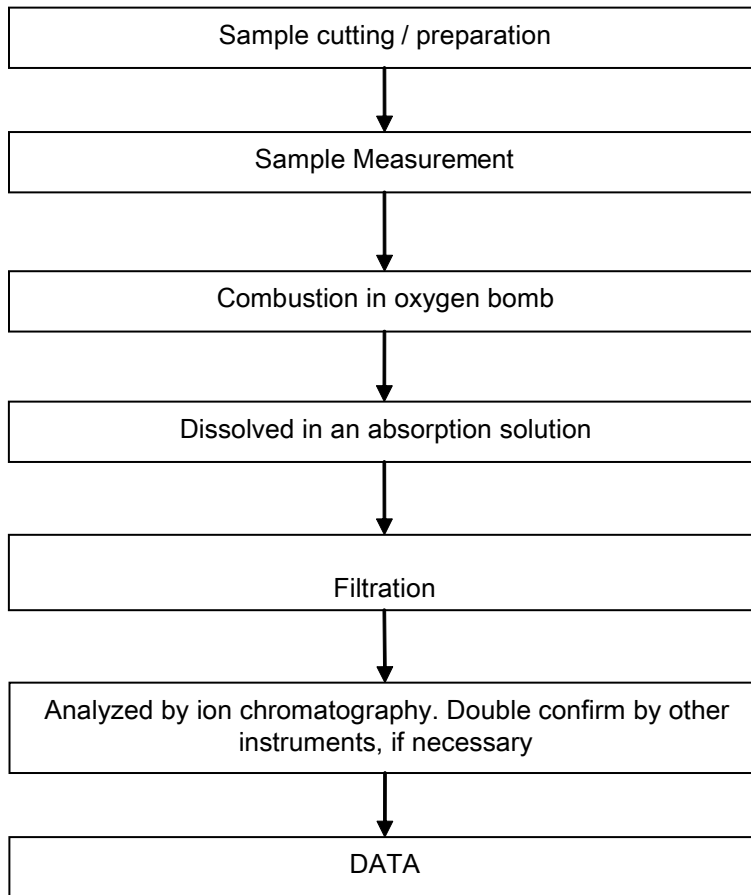 Sample cutting / preparation
Sample Measurement
Combustion in oxygen bomb
Dissolved in an absorption solution
Filtration
Analyzed by ion chromatography. Double confirm by other
instruments, if necessary
DATA